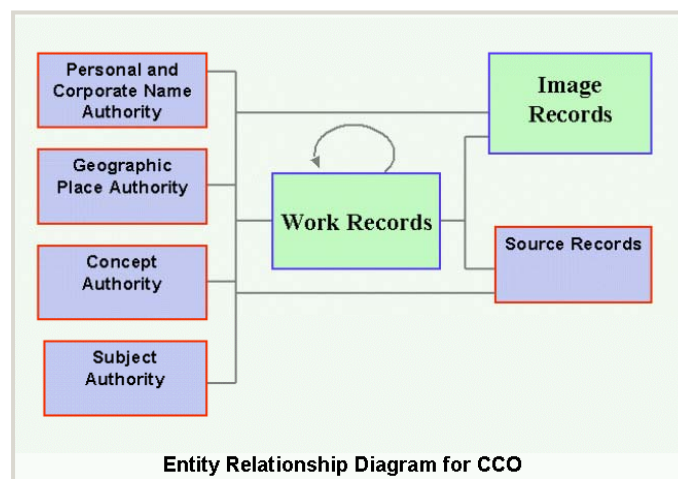 Personal and
Corporate Name
Authority
Geographic
Place Authority
Concept
Authority
Subject
Authority
Work Records
Image
Records
Source Records
Entity Relationship Diagram for CCO